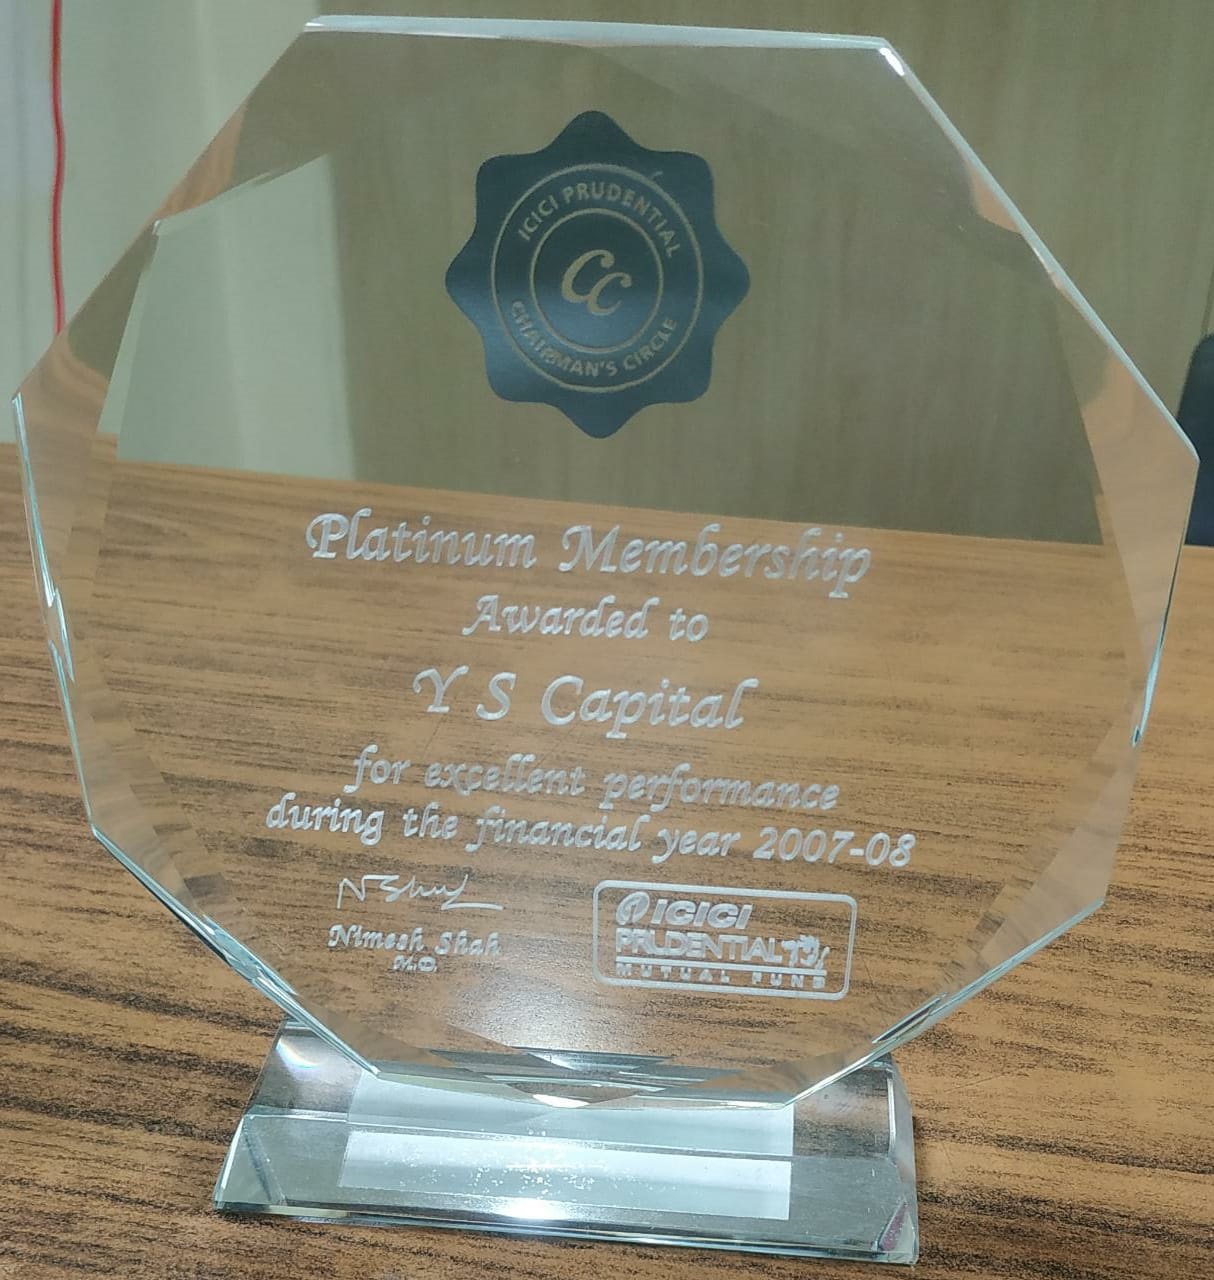 ICICI PRUDENTIAL
CC
CHAIRMAN'S CIRCLE
Platinum Membership
Awarded to
Y S Capital
for excellent performance
during the financial year 2007-08
Nimesh Shah
M.D.
ICICI
PRUDENTIAL
MUTUAL FUND